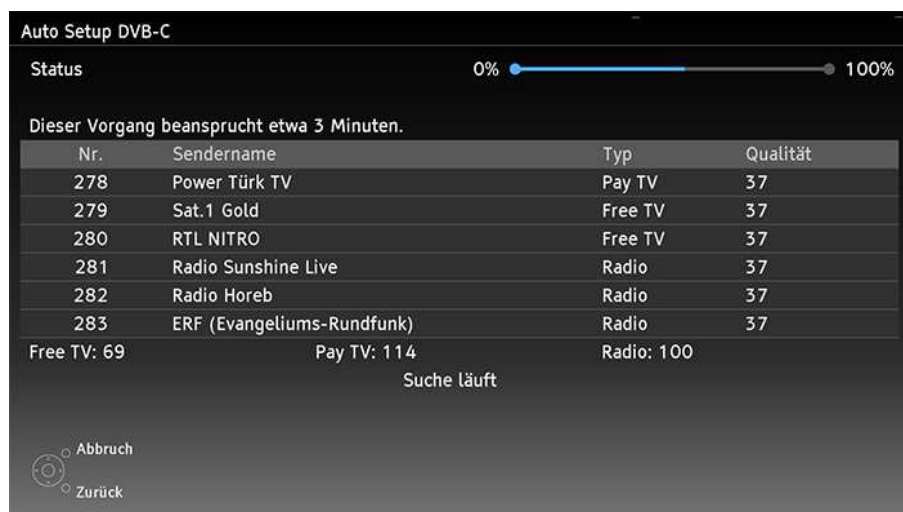 Auto Setup DVB-C
Status 0% 100%
Dieser Vorgang beansprucht etwa 3 Minuten.
Nr. Sendername Typ Qualität
278 Power Türk TV Pay TV 37
279 Sat.1 Gold Free TV 37
280 RTL NITRO Free TV 37
281 Radio Sunshine Live Radio 37
282 Radio Horeb Radio 37
283 ERF (Evangeliums-Rundfunk) Radio 37
Free TV: 69 Pay TV: 114 Radio: 100
Suche läuft
Abbruch
Zurück